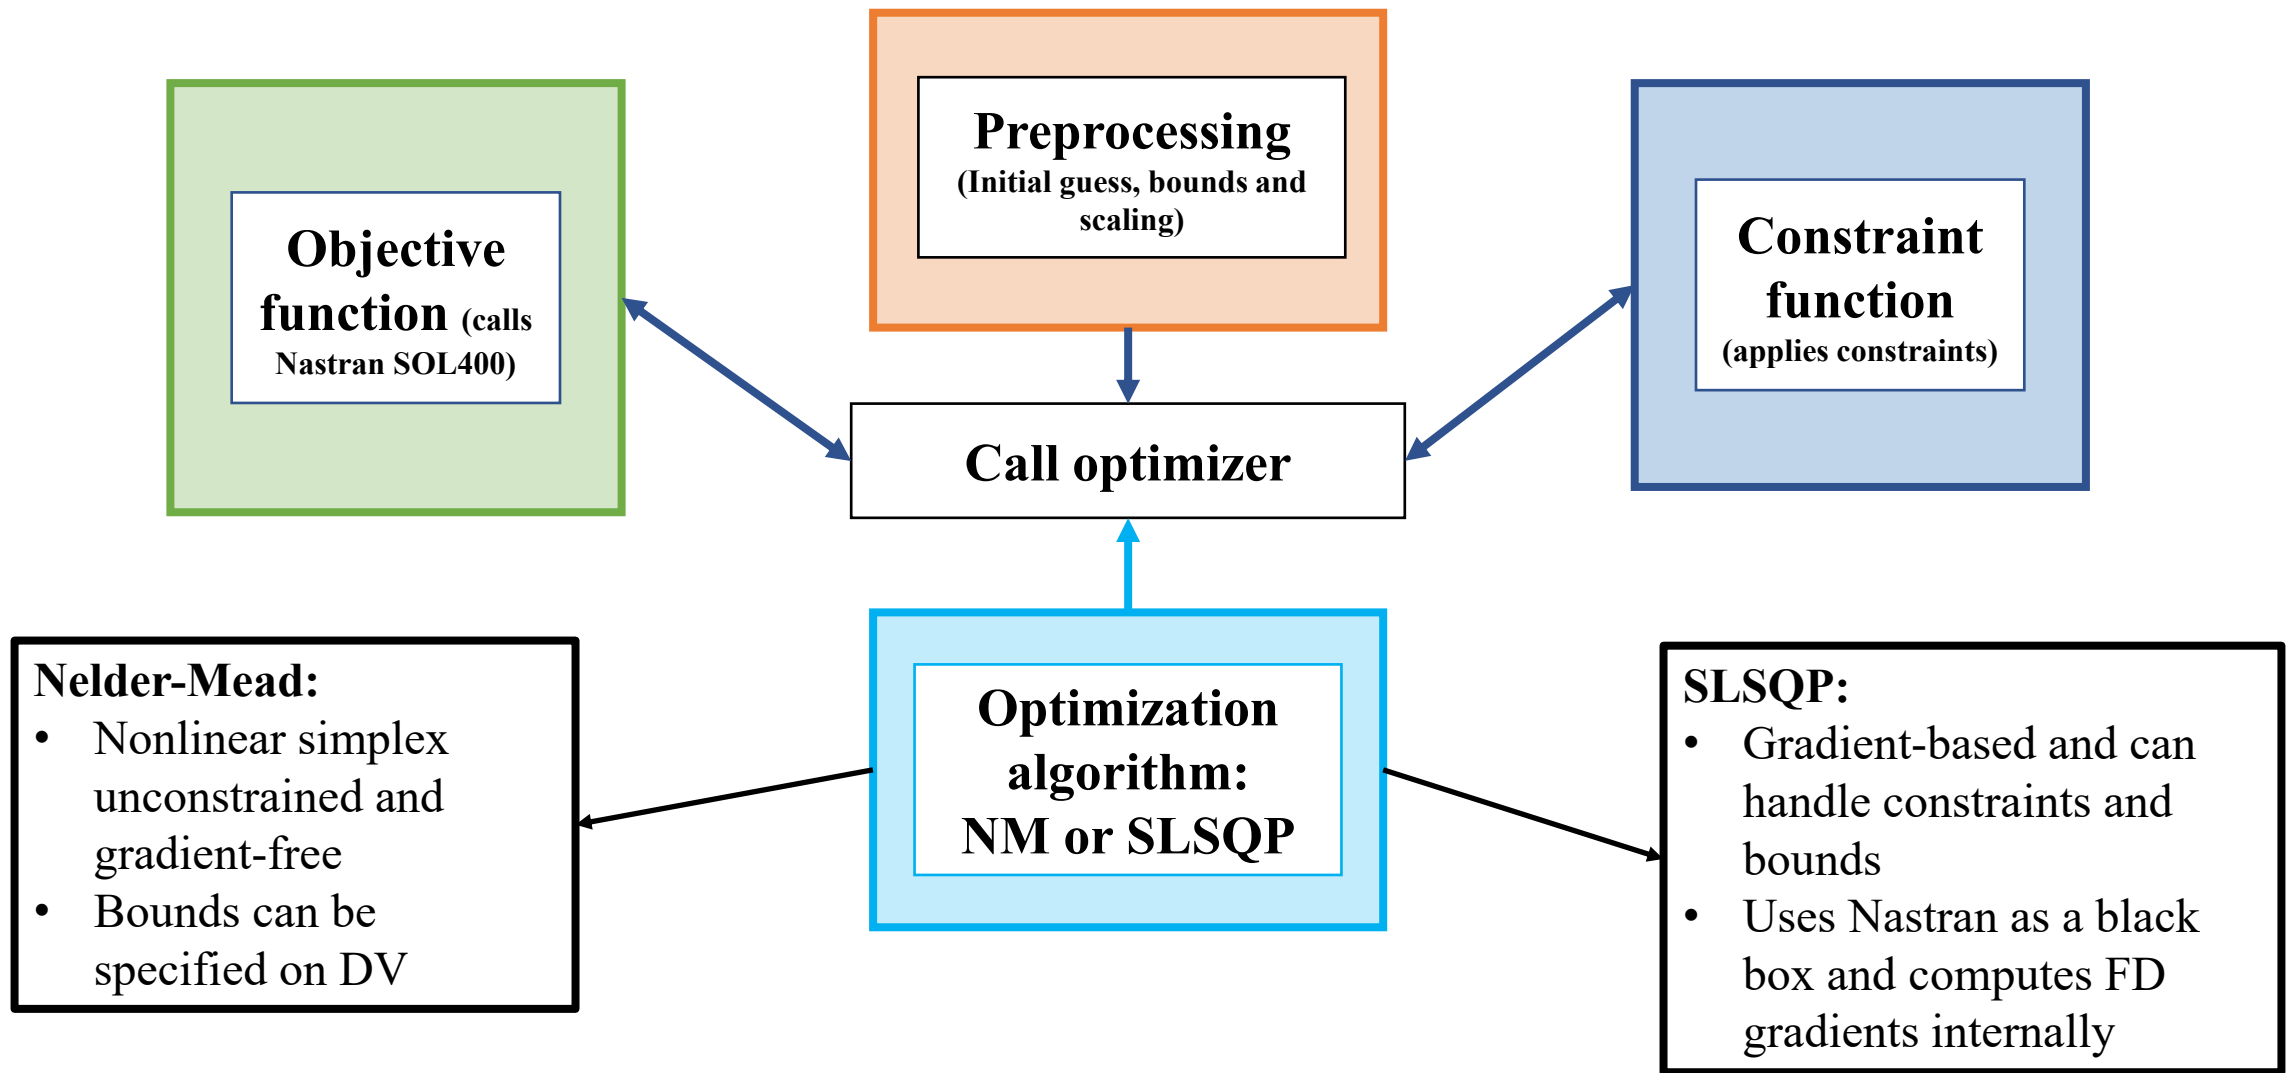 Preprocessing
(Initial guess, bounds and
scaling)
Objective
function (calls
Nastran SOL400)
Constraint
function
(applies constraints)
Call optimizer
Optimization
algorithm:
NM or SLSQP
Nelder-Mead:
• Nonlinear simplex
unconstrained and
gradient-free
• Bounds can be
specified on DV
SLSQP:
• Gradient-based and can
handle constraints and
bounds
• Uses Nastran as a black
box and computes FD
gradients internally